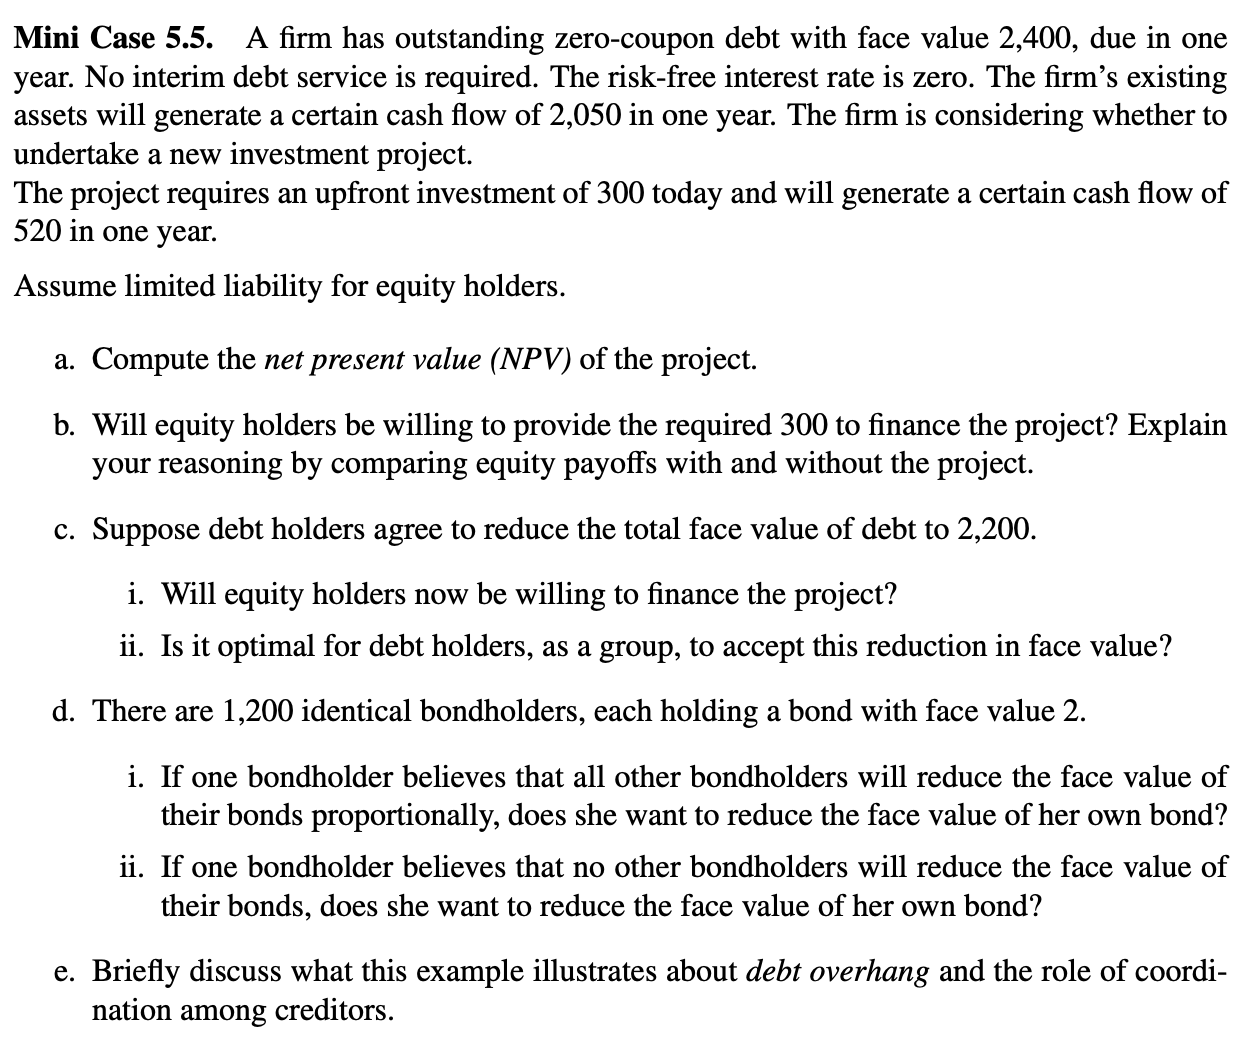 Mini Case 5.5. A firm has outstanding zero-coupon debt with face value 2,400, due in one
year. No interim debt service is required. The risk-free interest rate is zero. The firm's existing
assets will generate a certain cash flow of 2,050 in one year. The firm is considering whether to
undertake a new investment project.
The project requires an upfront investment of 300 today and will generate a certain cash flow of
520 in one year.
Assume limited liability for equity holders.
a. Compute the net present value (NPV) of the project.
b. Will equity holders be willing to provide the required 300 to finance the project? Explain
your reasoning by comparing equity payoffs with and without the project.
c. Suppose debt holders agree to reduce the total face value of debt to 2,200.
i. Will equity holders now be willing to finance the project?
ii. Is it optimal for debt holders, as a group, to accept this reduction in face value?
d. There are 1,200 identical bondholders, each holding a bond with face value 2.
i. If one bondholder believes that all other bondholders will reduce the face value of
their bonds proportionally, does she want to reduce the face value of her own bond?
ii. If one bondholder believes that no other bondholders will reduce the face value of
their bonds, does she want to reduce the face value of her own bond?
e. Briefly discuss what this example illustrates about debt overhang and the role of coordi-
nation among creditors.